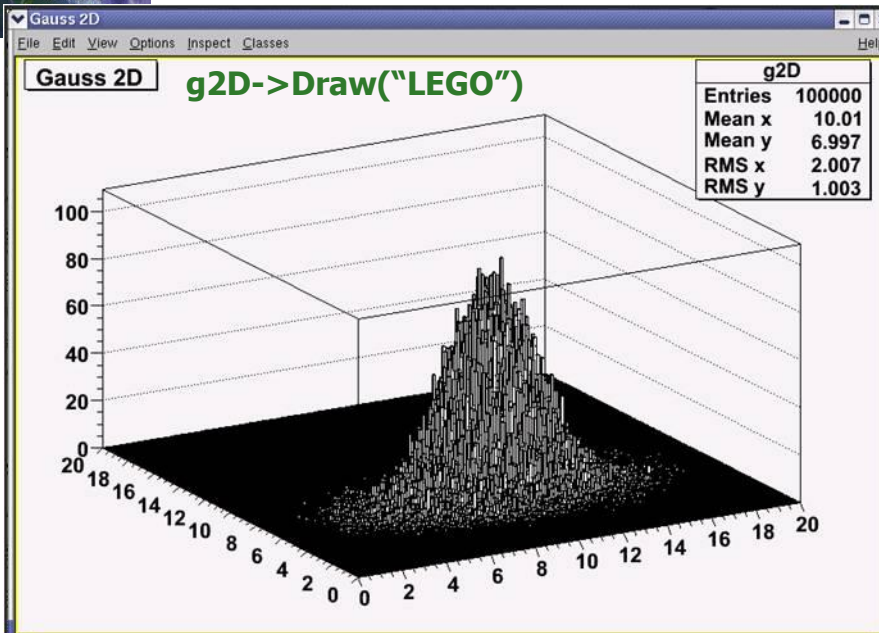 Gauss 2D
File Edit View Options Inspect Classes Help
Gauss 2D
g2D->Draw(“LEGO”)
g2D
Entries 100000
Mean x 10.01
Mean y 6.997
RMS x 2.007
RMS y 1.003
100
80
60
40
20
0
20
18
16
14
12
10
8
6
4
2
0
0
2
4
6
8
10
12
14
16
18
20